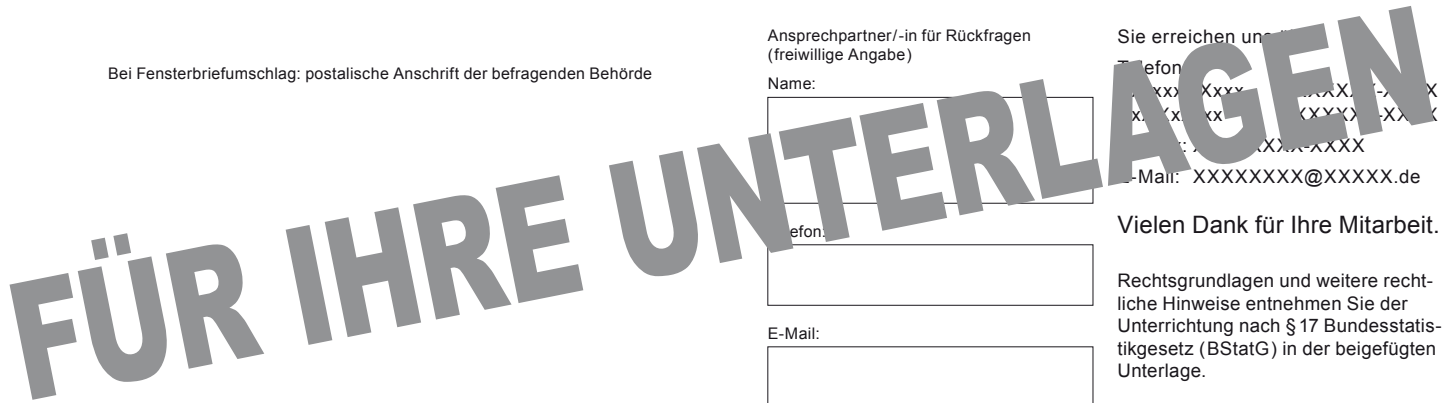 Bei Fensterbriefumschlag: postalische Anschrift der befragenden Behörde
Ansprechpartner/-in für Rückfragen
(freiwillige Angabe)
Name:
E-Mail:
Sie erreichen uns
XXXXXXXX@XXXXX.de
Vielen Dank für Ihre Mitarbeit.
Rechtsgrundlagen und weitere recht-
liche Hinweise entnehmen Sie der
Unterrichtung nach § 17 Bundesstatis-
tikgesetz (BStatG) in der beigefügten
Unterlage.
FÜR IHRE UNTERLAGEN